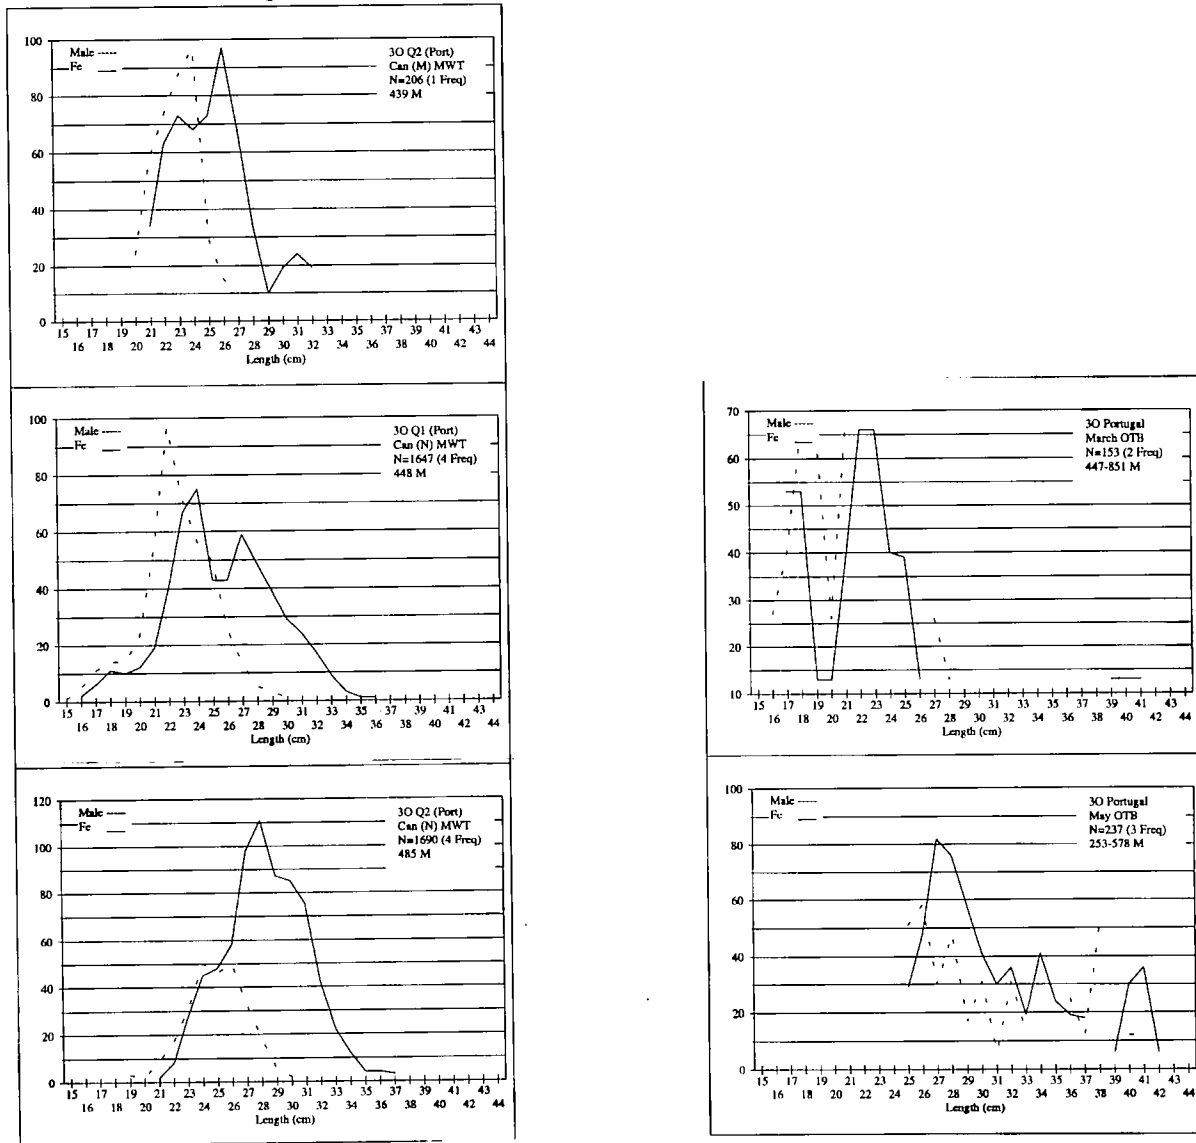 100
80
60
40
20
0
Male
Fe
3O Q2 (Port)
Can (M) MWT
N=206 (1 Freq)
439 M
15 17 19 21 23 25 27 29 31 33 35 37 39 41 43
16 18 20 22 24 26 28 30 32 34 36 38 40 42 44
Length (cm)
100
80
60
40
20
0
Male
Fe
3O Q1 (Port)
Can (N) MWT
N=1647 (4 Freq)
448 M
15 17 19 21 23 25 27 29 31 33 35 37 39 41 43
16 18 20 22 24 26 28 30 32 34 36 38 40 42 44
Length (cm)
120
100
80
60
40
20
0
Male
Fe
3O Q2 (Port)
Can (N) MWT
N=1690 (4 Freq)
485 M
15 17 19 21 23 25 27 29 31 33 35 37 39 41 43
16 18 20 22 24 26 28 30 32 34 36 38 40 42 44
Length (cm)
70
60
50
40
30
20
10
Male
Fe
3O Portugal
March OTB
N=153 (2 Freq)
447-851 M
15 17 19 21 23 25 27 29 31 33 35 37 39 41 43
16 18 20 22 24 26 28 30 32 34 36 38 40 42 44
Length (cm)
100
80
60
40
20
0
Male
Fe
3O Portugal
May OTB
N=237 (3 Freq)
253-578 M
15 17 19 21 23 25 27 29 31 33 35 37 39 41 43
16 18 20 22 24 26 28 30 32 34 36 38 40 42 44
Length (cm)